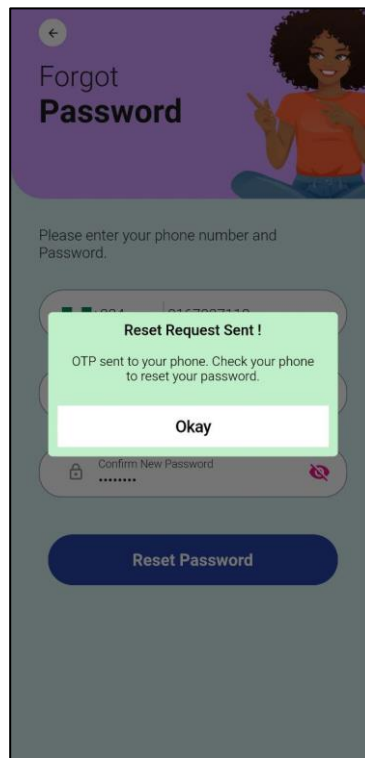 Forgot
Password
Please enter your phone number and
Password.
Reset Request Sent !
OTP sent to your phone. Check your phone
to reset your password.
Okay
Confirm New Password
••••••••
Reset Password